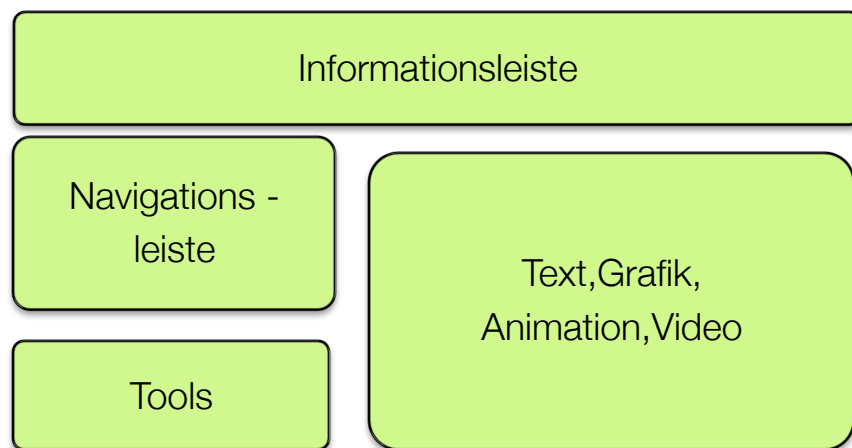 Informationsleiste
Navigations -
leiste
Text,Grafik,
Animation,Video
Tools